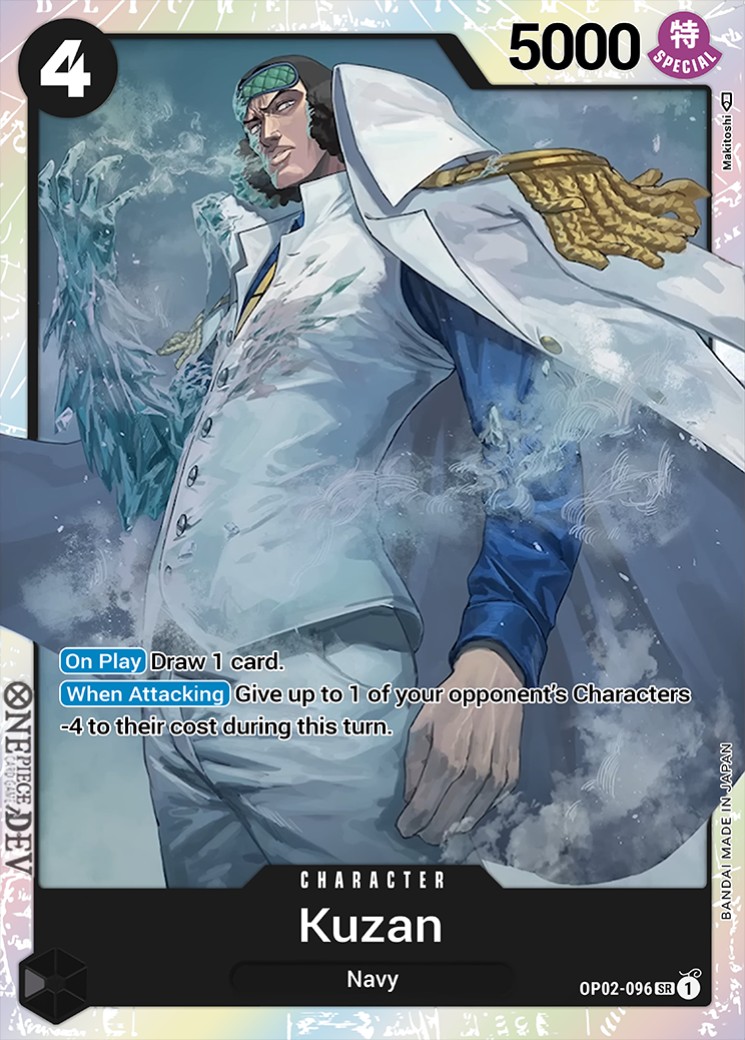 4
5000
特
SPECIAL
Makitoshi
On Play Draw 1 card.
When Attacking Give up to 1 of your opponent's Characters
-4 to their cost during this turn.
ONE PIECE.DEV
BANDAI MADE IN JAPAN
CHARACTER
Kuzan
Navy
OP02-096 SR 1